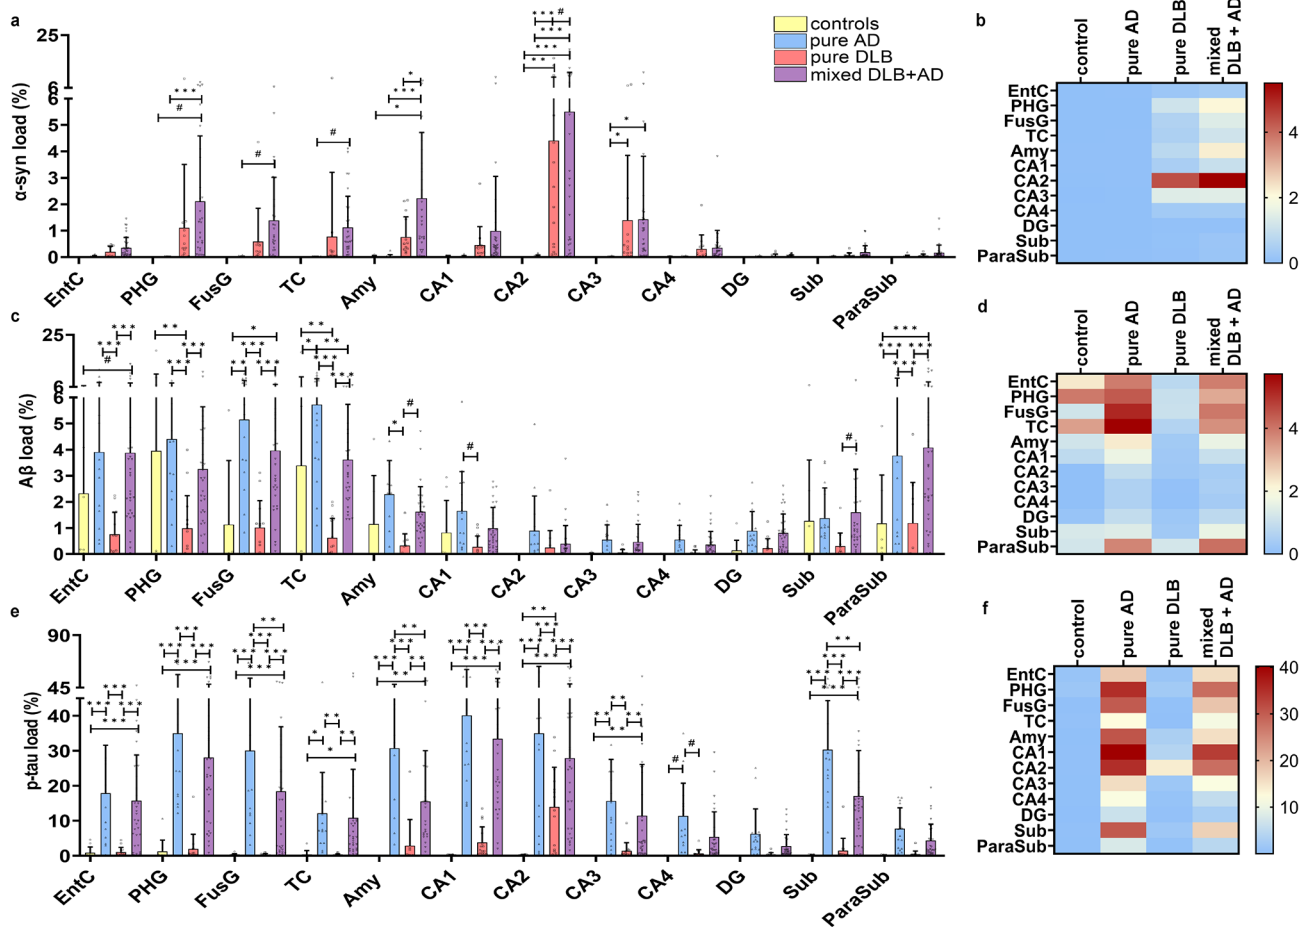 a
controls
pure AD
pure DLB
mixed DLB+AD
α-syn load (%)
25
6
6
5
4
3
2
1
0
*** #
***
***
**
***
#
#
#
*
***
*
*
*
EntC PHG FusG TC Amy CA1 CA2 CA3 CA4 DG Sub ParaSub
b
control
pure AD
pure DLB
mixed
DLB + AD
EntC
PHG
FusG
TC
Amy
CA1
CA2
CA3
CA4
DG
Sub
ParaSub
4
2
0
c
Aβ load (%)
25
6
6
5
4
3
2
1
0
***
***
#
**
***
***
*
***
** ***
**
* **
***
***
#
*
#
#
***
*** ***
***
EntC PHG FusG TC Amy CA1 CA2 CA3 CA4 DG Sub ParaSub
d
control
pure AD
pure DLB
mixed
DLB + AD
EntC
PHG
FusG
TC
Amy
CA1
CA2
CA3
CA4
DG
Sub
ParaSub
4
2
0
e
p-tau load (%)
90
45
40
30
20
10
0
***
*** ***
***
***
*** ***
***
**
***
*** ***
***
**
* **
*
**
***
*** **
**
***
*** ***
***
**
***
*** ***
***
**
** **
**
#
#
**
***
*** ***
***
EntC PHG FusG TC Amy CA1 CA2 CA3 CA4 DG Sub ParaSub
f
control
pure AD
pure DLB
mixed
DLB + AD
EntC
PHG
FusG
TC
Amy
CA1
CA2
CA3
CA4
DG
Sub
ParaSub
40
30
20
10